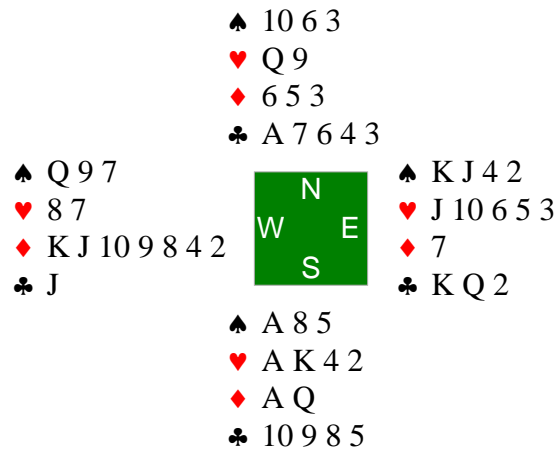 ♠ 10 6 3
♥ Q 9
♦ 6 5 3
♣ A 7 6 4 3
♠ Q 9 7
♥ 8 7
♦ K J 10 9 8 4 2
♣ J
N
W E
S
♠ K J 4 2
♥ J 10 6 5 3
♦ 7
♣ K Q 2
♠ A 8 5
♥ A K 4 2
♦ A Q
♣ 10 9 8 5